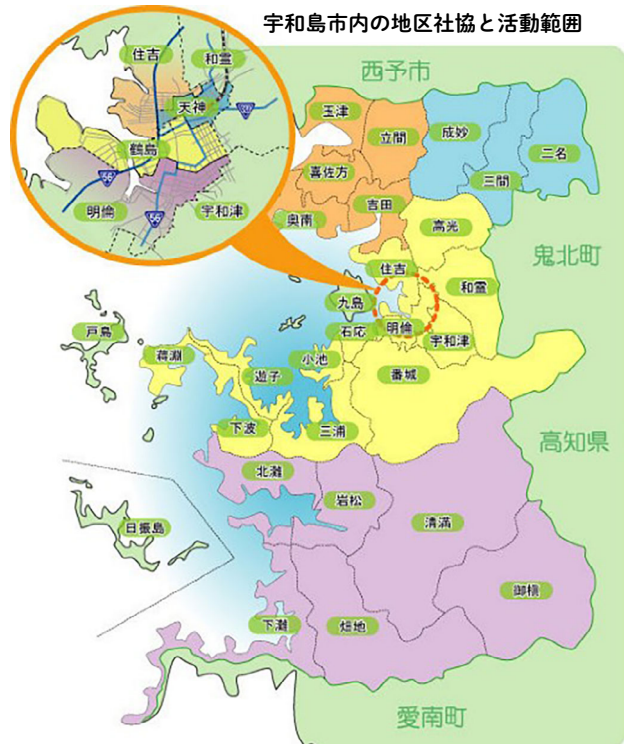 宇和島市内の地区社協と活動範囲
住吉
和霊
天神
鶴島
56
56
明倫
宇和津
西予市
玉津
立間
成妙
二名
三間
喜佐方
吉田
奥南
高光
鬼北町
住吉
和霊
九島
石応
明倫
宇和津
戸島
蒋淵
小池
遊子
番城
下波
三浦
高知県
北灘
岩松
清満
日振島
御槇
下灘
畑地
愛南町